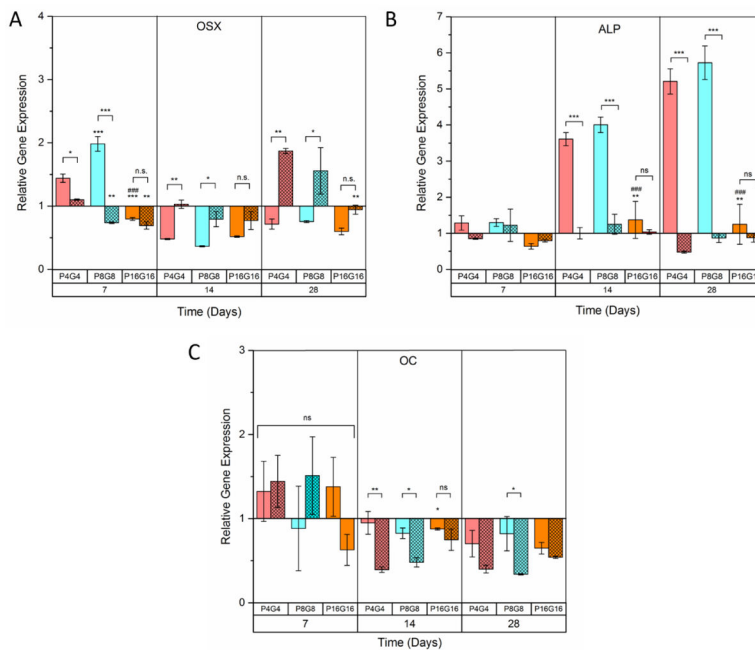 A
OSX
Relative Gene Expression
4
3
2
1
0
*
***
***
**
###
***
n.s.
**
**
*
n.s.
**
*
n.s.
**
P4G4 P8G8 P16G16 P4G4 P8G8 P16G16 P4G4 P8G8 P16G16
7 14 28
Time (Days)
B
ALP
Relative Gene Expression
7
6
5
4
3
2
1
0
***
***
ns
###
**
***
***
ns
###
**
P4G4 P8G8 P16G16 P4G4 P8G8 P16G16 P4G4 P8G8 P16G16
7 14 28
Time (Days)
C
OC
Relative Gene Expression
3
2
1
0
ns
**
*
ns
*
*
P4G4 P8G8 P16G16 P4G4 P8G8 P16G16 P4G4 P8G8 P16G16
7 14 28
Time (Days)